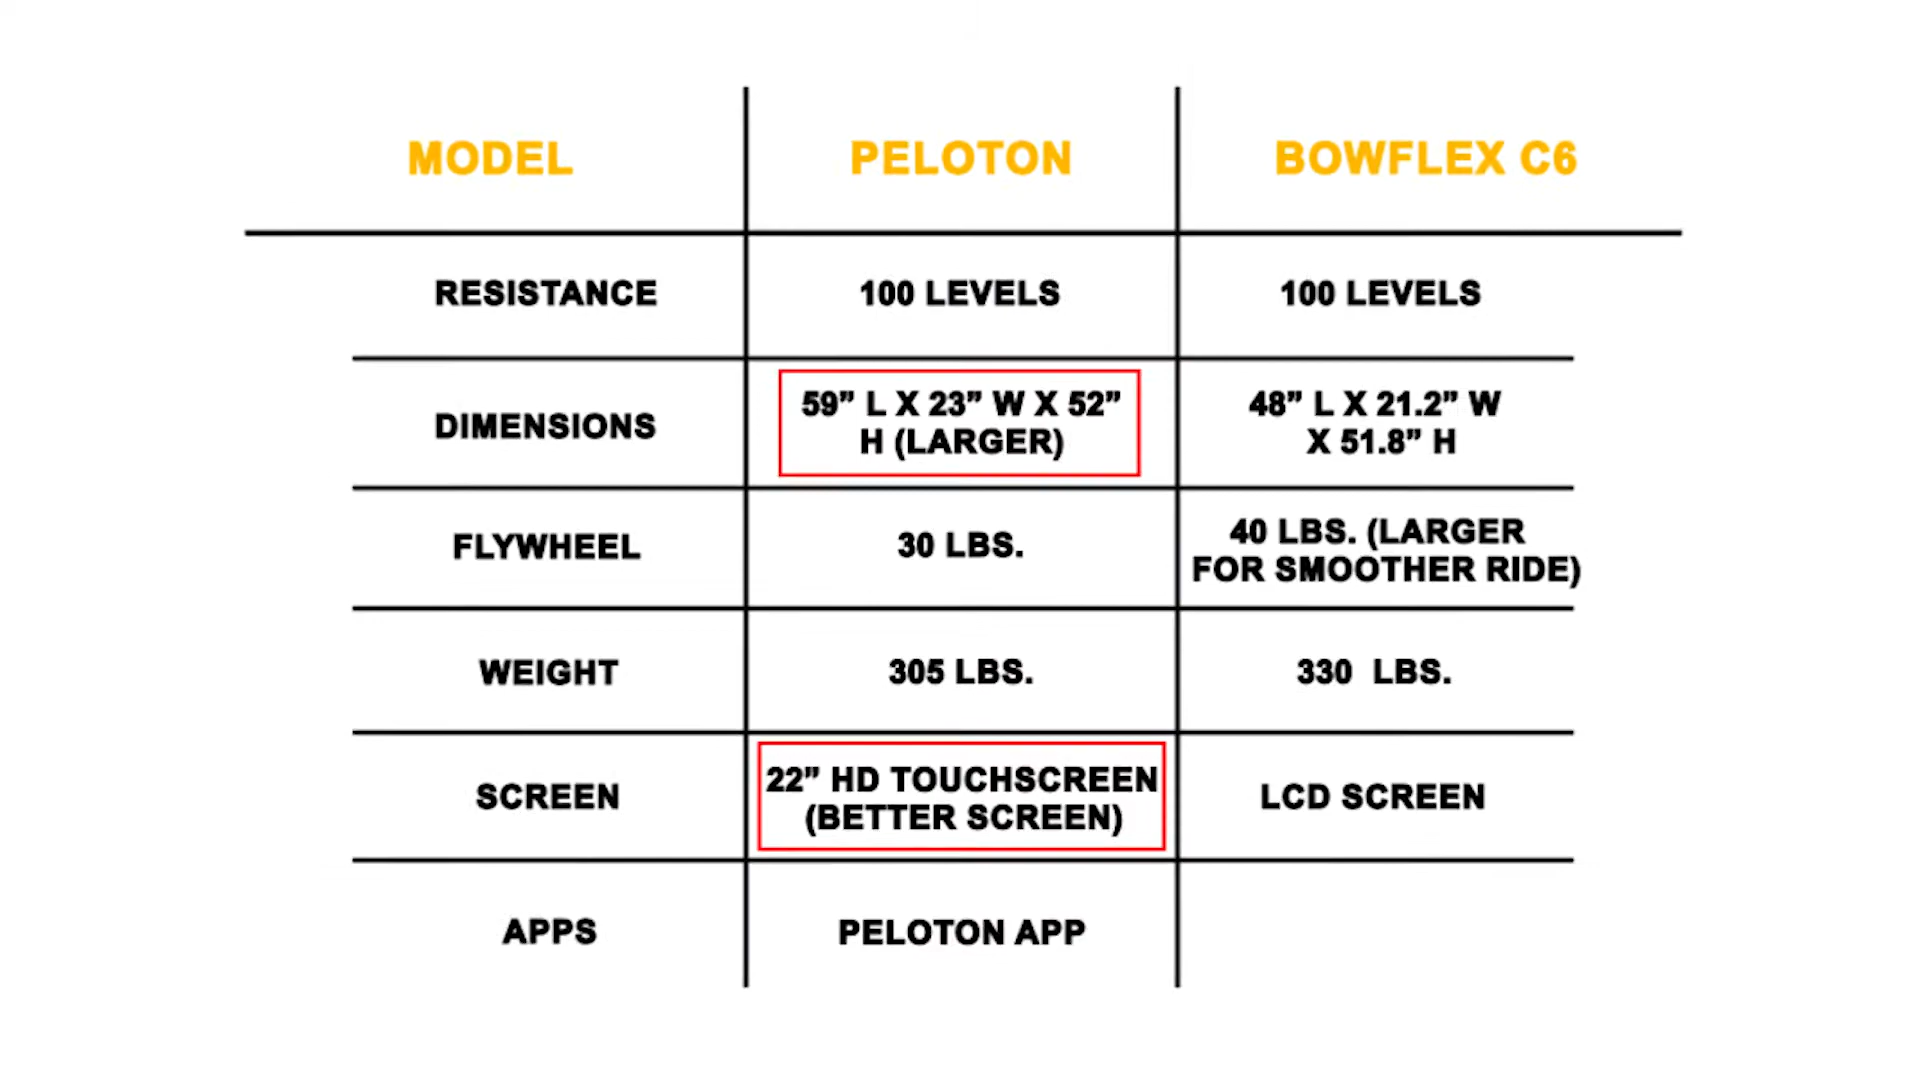 MODEL PELOTON BOWFLEX C6
RESISTANCE 100 LEVELS 100 LEVELS
DIMENSIONS
59” L X 23” W X 52”
H (LARGER)
48” L X 21.2” W
X 51.8” H
FLYWHEEL 30 LBS.
40 LBS. (LARGER
FOR SMOOTHER RIDE)
WEIGHT 305 LBS. 330 LBS.
SCREEN
22” HD TOUCHSCREEN
(BETTER SCREEN)
LCD SCREEN
APPS PELOTON APP